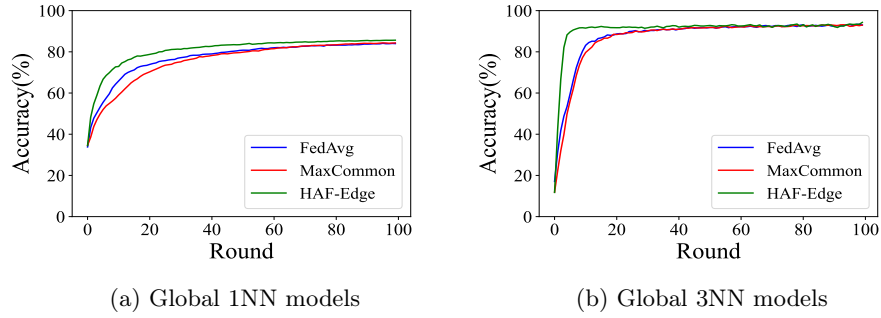 100
80
60
40
20
0
Accuracy(%)
FedAvg
MaxCommon
HAF-Edge
0 20 40 60 80 100
Round
(a) Global 1NN models
100
80
60
40
20
0
Accuracy(%)
FedAvg
MaxCommon
HAF-Edge
0 20 40 60 80 100
Round
(b) Global 3NN models